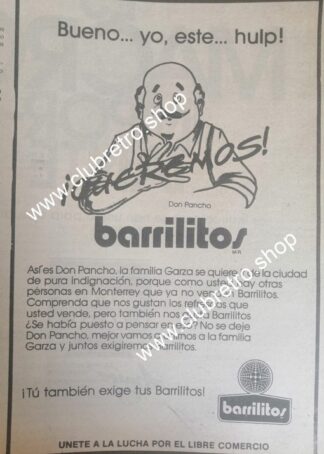 Bueno... yo, este... hulp!
¡QUEREMOS!
Don Pancho
barrilitos
M.R.
Así es Don Pancho, la familia Garza se quiere ir de la ciudad
de pura indignación, porque como usted hay otras
personas en Monterrey que ya no venden Barrilitos.
Comprenda que nos gustan los refrescos que
usted vende, pero también nos gusta Barrilitos
¿Se había puesto a pensar en eso? No se deje
Don Pancho, mejor vamos a unirnos a la familia
Garza y juntos exigiremos Barrilitos.
¡Tú también exige tus Barrilitos!
barrilitos
UNETE A LA LUCHA POR EL LIBRE COMERCIO
www.clubretro.shop
www.clubretro.shop